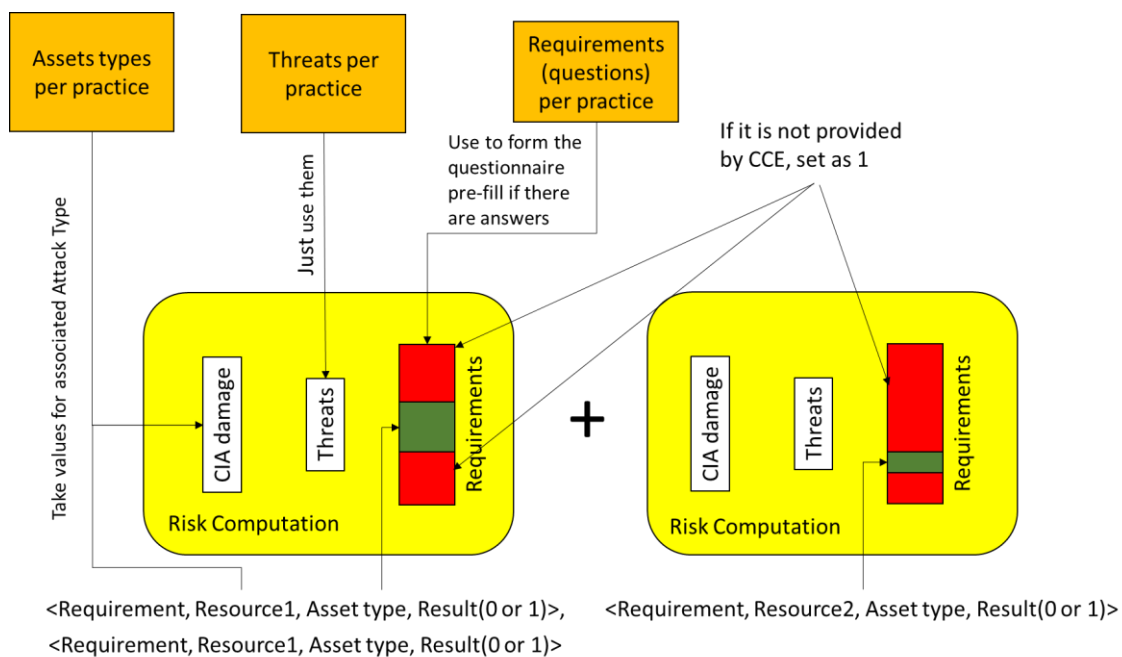 Assets types
per practice
Threats per
practice
Requirements
(questions)
per practice
Use to form the
questionnaire
pre-fill if there
are answers
If it is not provided
by CCE, set as 1
Just use them
Take values for associated Attack Type
CIA damage
Threats
Requirements
Risk Computation
+
CIA damage
Threats
Requirements
Risk Computation
<Requirement, Resource1, Asset type, Result(0 or 1)>,
<Requirement, Resource1, Asset type, Result(0 or 1)>
<Requirement, Resource2, Asset type, Result(0 or 1)>